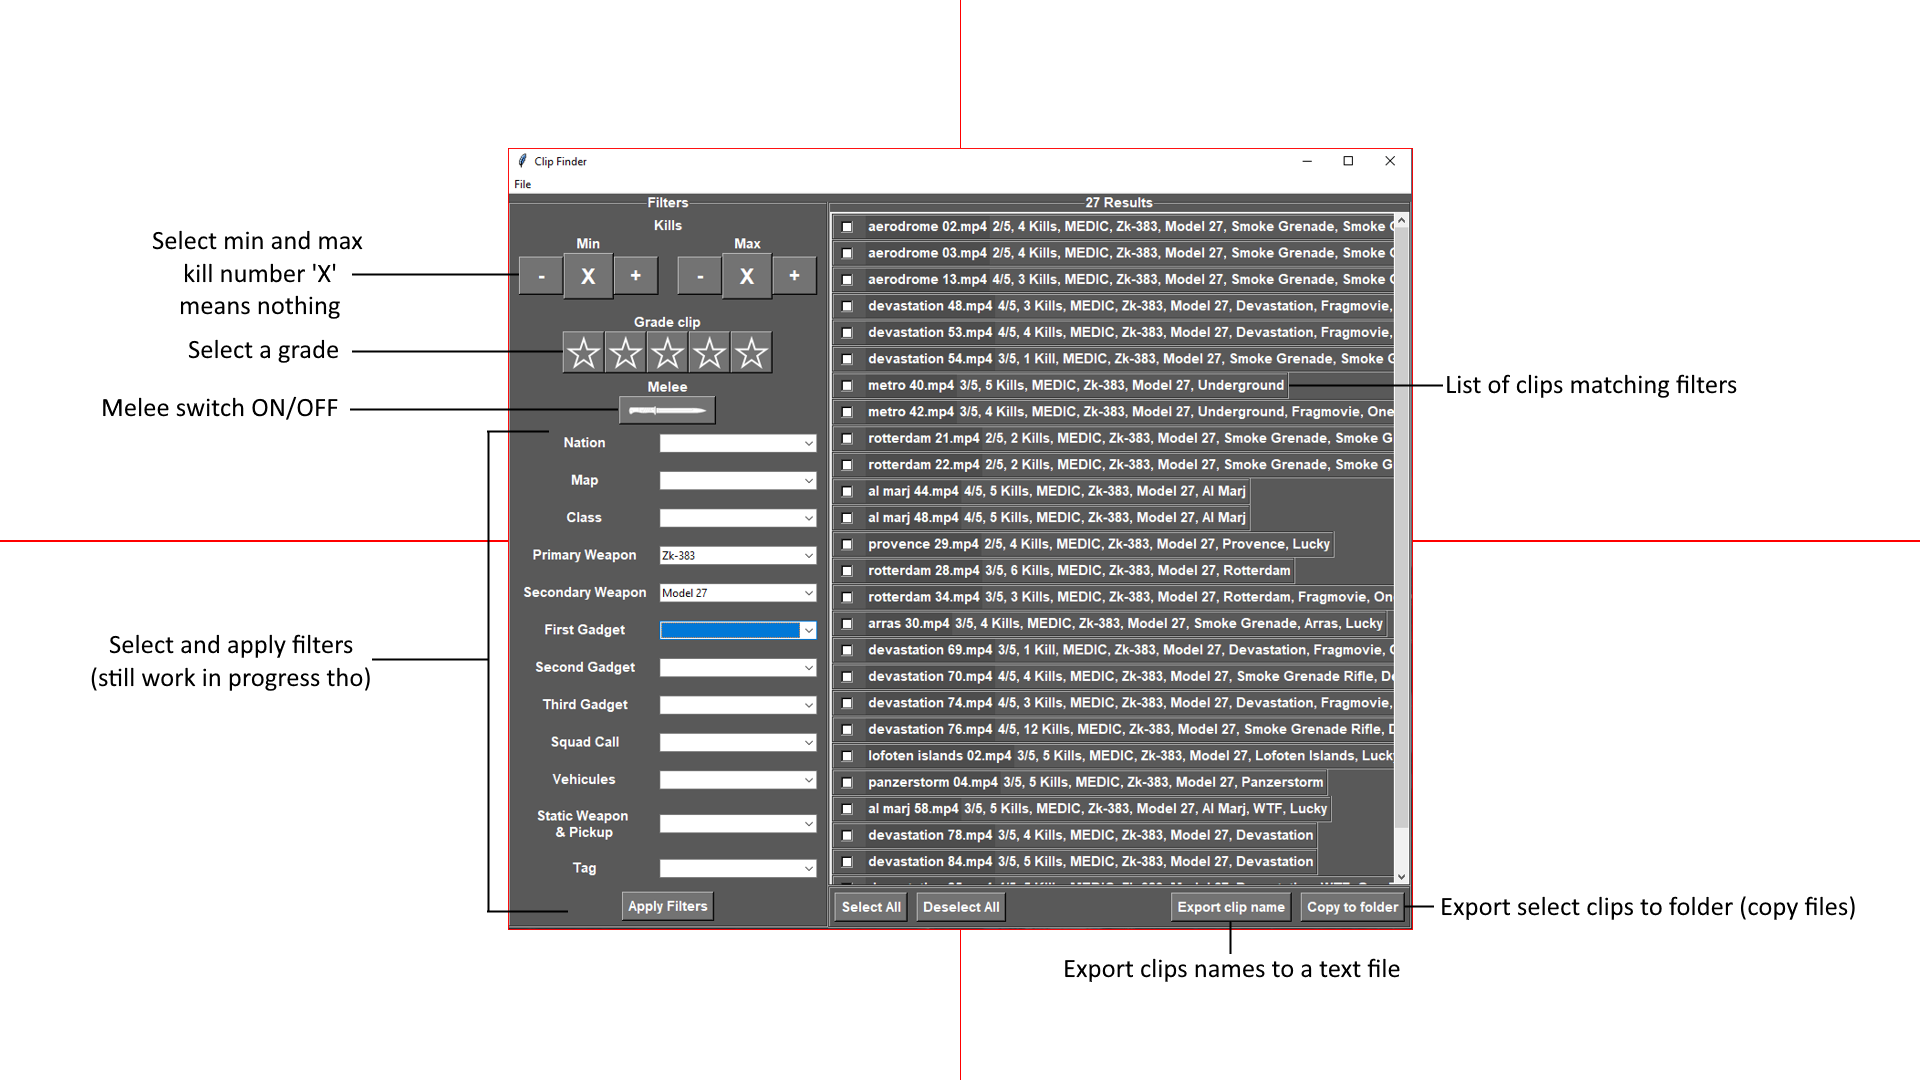 Clip Finder
File
Filters
Kills
Min
Max
- X +
- X +
Grade clip
Melee
Nation
Map
Class
Primary Weapon Zk-383
Secondary Weapon Model 27
First Gadget
Second Gadget
Third Gadget
Squad Call
Vehicules
Static Weapon
& Pickup
Tag
Apply Filters
27 Results
aerodrome 02.mp4 2/5, 4 Kills, MEDIC, Zk-383, Model 27, Smoke Grenade, Smoke
aerodrome 03.mp4 2/5, 4 Kills, MEDIC, Zk-383, Model 27, Smoke Grenade, Smoke
aerodrome 13.mp4 4/5, 3 Kills, MEDIC, Zk-383, Model 27, Smoke Grenade, Smoke
devastation 48.mp4 4/5, 3 Kills, MEDIC, Zk-383, Model 27, Devastation, Fragmovie,
devastation 53.mp4 4/5, 4 Kills, MEDIC, Zk-383, Model 27, Devastation, Fragmovie,
devastation 54.mp4 3/5, 1 Kill, MEDIC, Zk-383, Model 27, Smoke Grenade, Smoke G
metro 40.mp4 3/5, 5 Kills, MEDIC, Zk-383, Model 27, Underground
metro 42.mp4 3/5, 4 Kills, MEDIC, Zk-383, Model 27, Underground, Fragmovie, One
rotterdam 21.mp4 2/5, 2 Kills, MEDIC, Zk-383, Model 27, Smoke Grenade, Smoke G
rotterdam 22.mp4 2/5, 2 Kills, MEDIC, Zk-383, Model 27, Smoke Grenade, Smoke G
al marj 44.mp4 4/5, 5 Kills, MEDIC, Zk-383, Model 27, Al Marj
al marj 48.mp4 4/5, 5 Kills, MEDIC, Zk-383, Model 27, Al Marj
provence 29.mp4 2/5, 4 Kills, MEDIC, Zk-383, Model 27, Provence, Lucky
rotterdam 28.mp4 3/5, 6 Kills, MEDIC, Zk-383, Model 27, Rotterdam
rotterdam 34.mp4 3/5, 3 Kills, MEDIC, Zk-383, Model 27, Rotterdam, Fragmovie, On
arras 30.mp4 3/5, 4 Kills, MEDIC, Zk-383, Model 27, Smoke Grenade, Arras, Lucky
devastation 69.mp4 3/5, 1 Kill, MEDIC, Zk-383, Model 27, Devastation, Fragmovie,
devastation 70.mp4 4/5, 4 Kills, MEDIC, Zk-383, Model 27, Smoke Grenade Rifle, De
devastation 74.mp4 4/5, 3 Kills, MEDIC, Zk-383, Model 27, Devastation, Fragmovie,
devastation 76.mp4 4/5, 12 Kills, MEDIC, Zk-383, Model 27, Smoke Grenade Rifle, D
lofoten islands 02.mp4 3/5, 5 Kills, MEDIC, Zk-383, Model 27, Lofoten Islands, Luck
panzerstorm 04.mp4 3/5, 5 Kills, MEDIC, Zk-383, Model 27, Panzerstorm
al marj 58.mp4 3/5, 5 Kills, MEDIC, Zk-383, Model 27, Al Marj, WTF, Lucky
devastation 78.mp4 3/5, 4 Kills, MEDIC, Zk-383, Model 27, Devastation
devastation 84.mp4 3/5, 5 Kills, MEDIC, Zk-383, Model 27, Devastation
Select All
Deselect All
Export clip name
Copy to folder
Select min and max
kill number 'X'
means nothing
Select a grade
Melee switch ON/OFF
Select and apply filters
(still work in progress tho)
List of clips matching filters
Export select clips to folder (copy files)
Export clips names to a text file